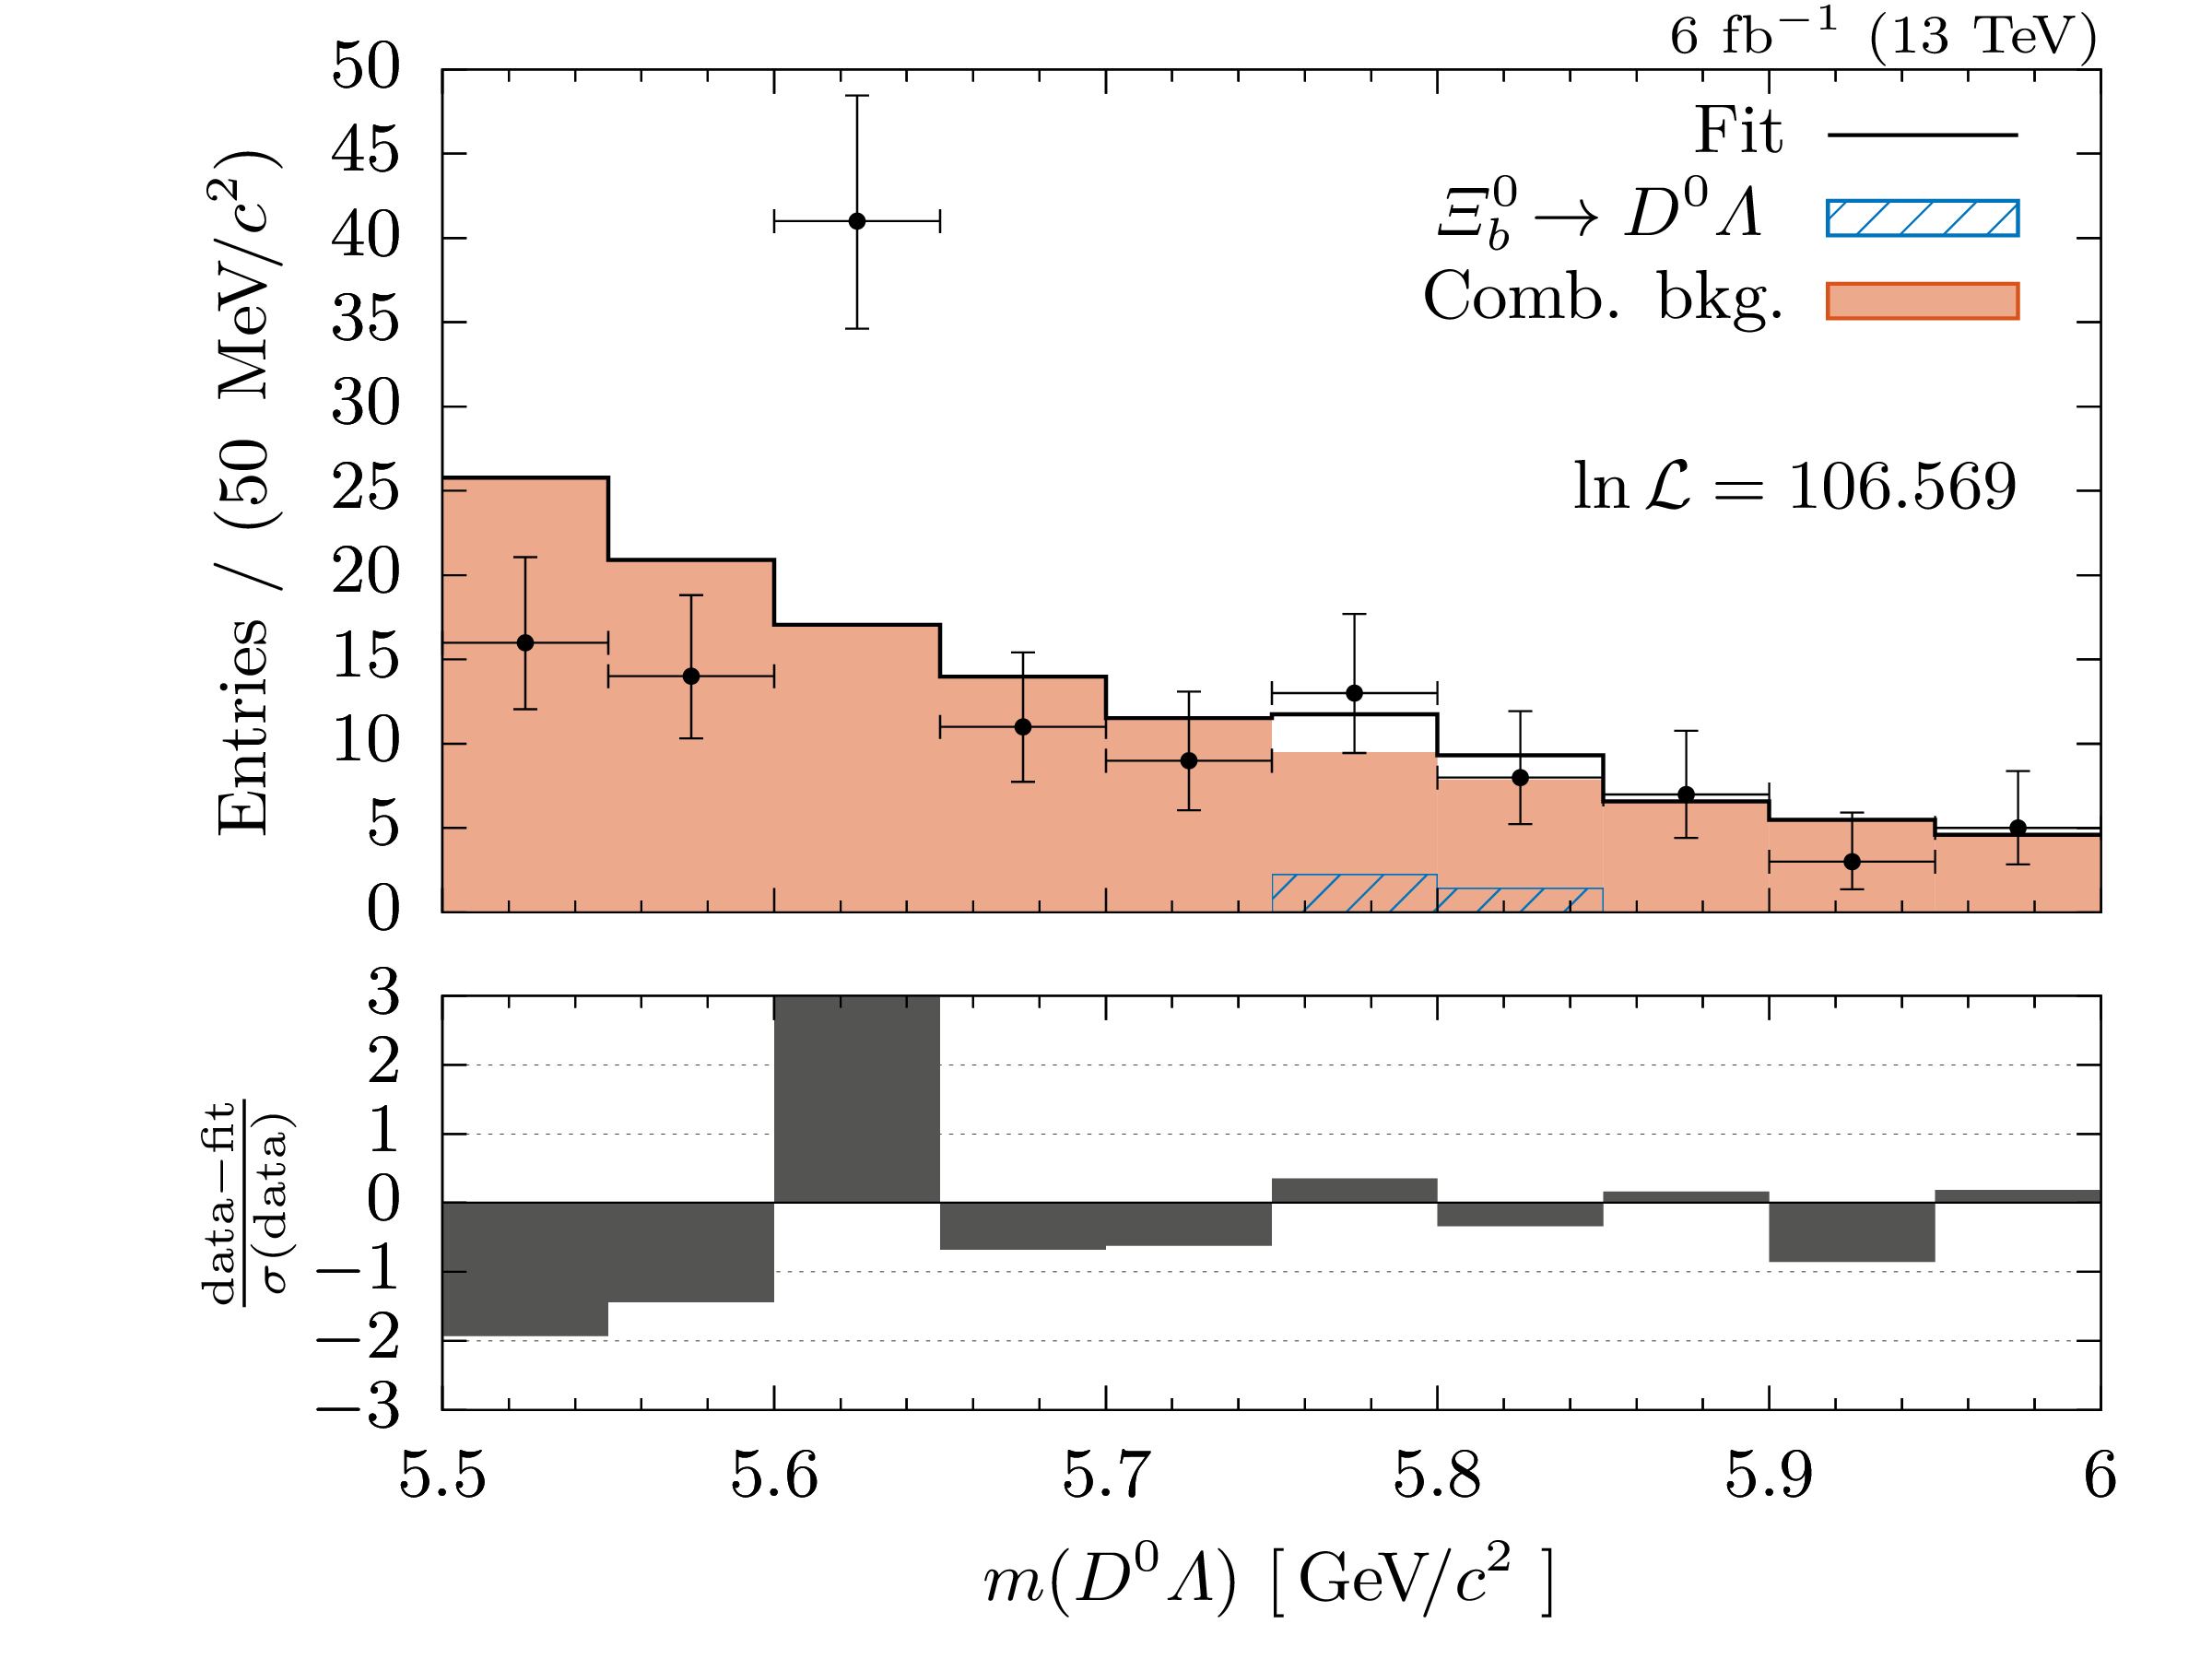 6 fb⁻¹ (13 TeV)
50
45
40
35
30
25
20
15
10
5
0
Entries / (50 MeV/c²)
Fit
Ξ_b⁰ → D⁰Λ
Comb. bkg.
ln ℒ = 106.569
3
2
1
0
−1
−2
−3
data−fit
σ(data)
5.5 5.6 5.7 5.8 5.9 6
m(D⁰Λ) [ GeV/c² ]